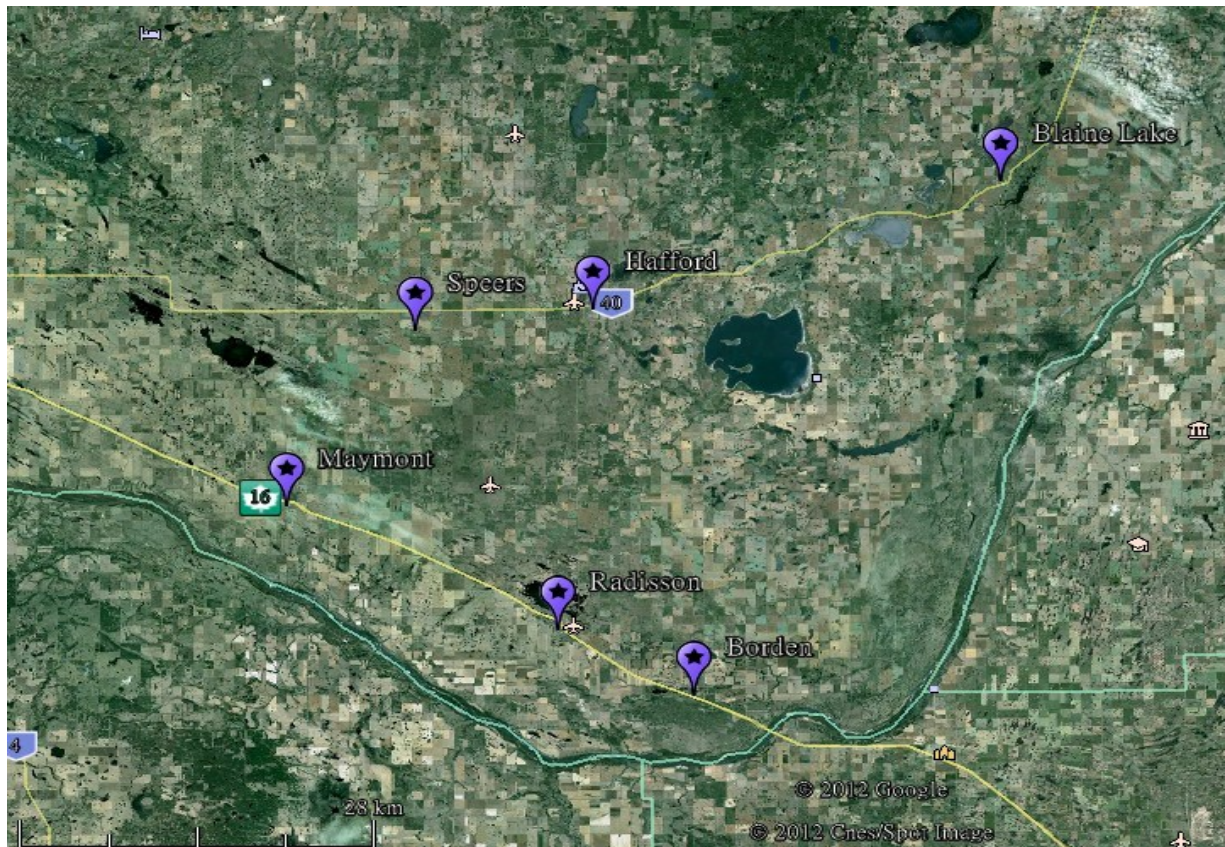 Blaine Lake
Hafford
Speers
40
Maymont
16
Radisson
Borden
4
28 km
© 2012 Google
© 2012 Cnes/Spot Image